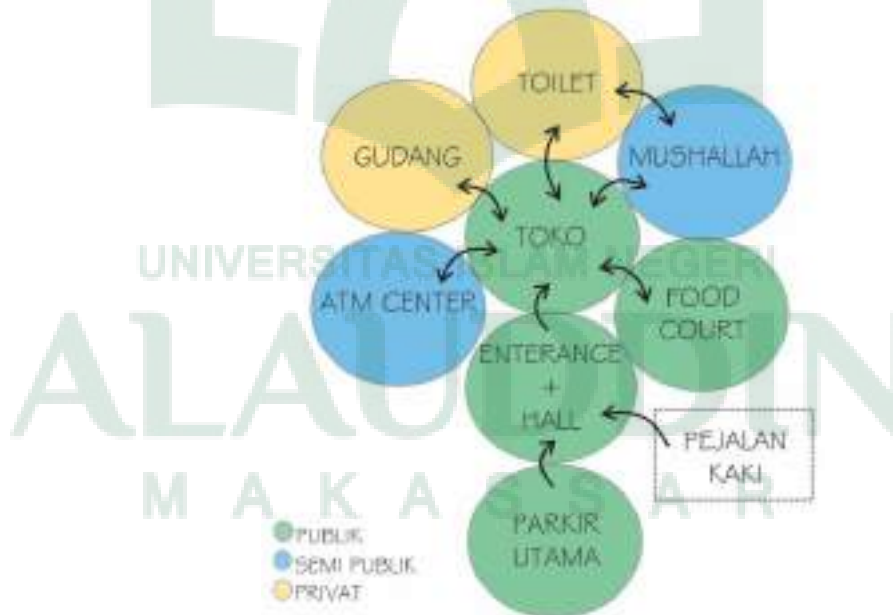 TOILET
GUDANG
MUSHALLAH
TOKO
UNIVERSITAS ISLAM NEGERI
ATM CENTER
FOOD
COURT
ALAUDDIN
ENTERANCE
+
HALL
PEJALAN
KAKI
MAKASSAR
PARKIR
UTAMA
PUBLIK
SEMI PUBLIK
PRIVAT